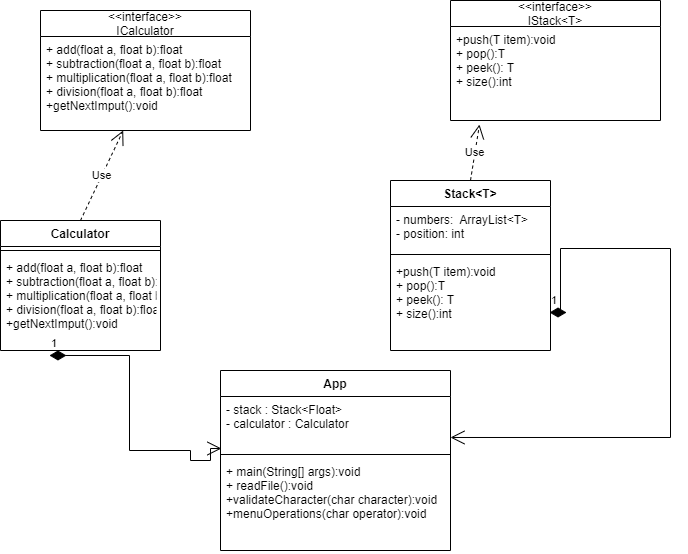 <<interface>>
ICalculator
+ add(float a, float b):float
+ subtraction(float a, float b):float
+ multiplication(float a, float b):float
+ division(float a, float b):float
+getNextImput():void
<<interface>>
IStack<T>
+push(T item):void
+ pop():T
+ peek(): T
+ size():int
Use
Use
Calculator
+ add(float a, float b):float
+ subtraction(float a, float b):
+ multiplication(float a, float
+ division(float a, float b):floa
+getNextImput():void
1
Stack<T>
- numbers: ArrayList<T>
- position: int
+push(T item):void
+ pop():T
+ peek(): T
+ size():int
1
App
- stack : Stack<Float>
- calculator : Calculator
+ main(String[] args):void
+ readFile():void
+validateCharacter(char character):void
+menuOperations(char operator):void